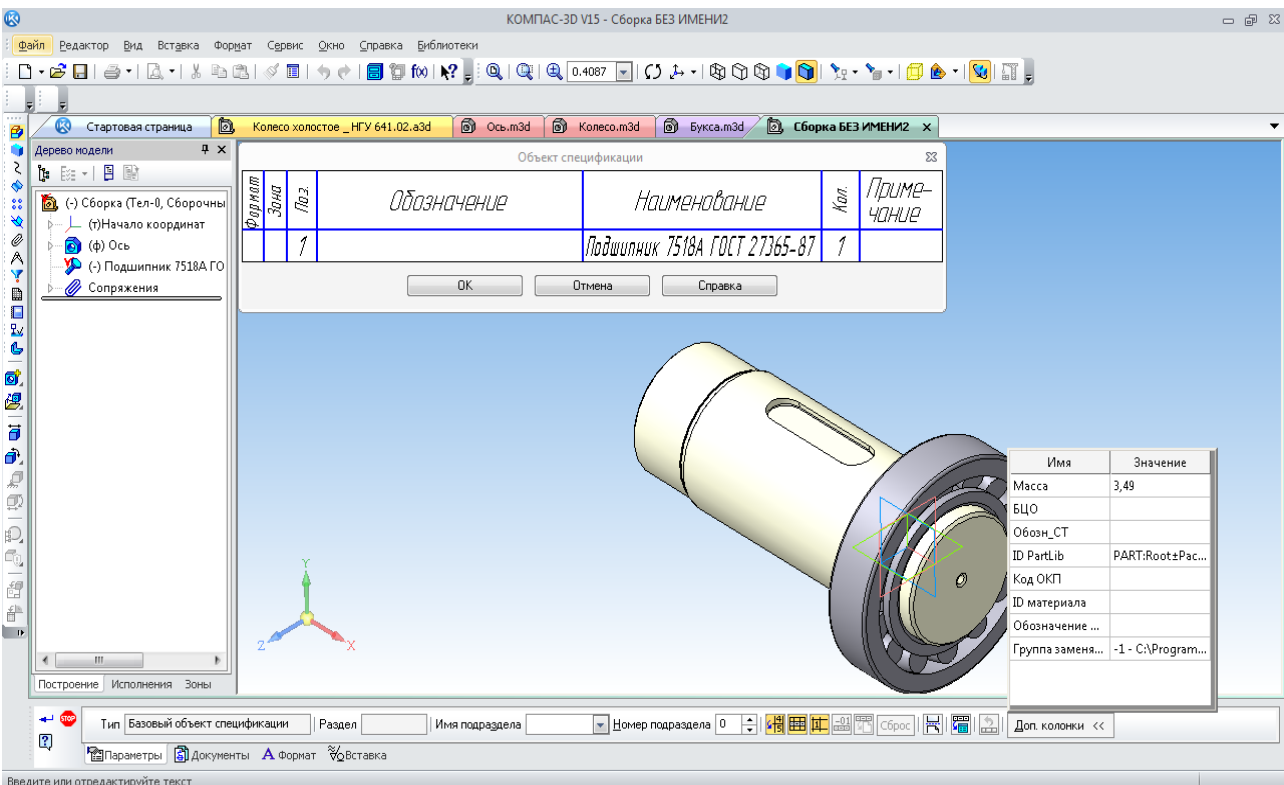 КОМПАС-3D V15 - Сборка БЕЗ ИМЕНИ2
Файл Редактор Вид Вставка Формат Сервис Окно Справка Библиотеки
0.4087
f(x)
Стартовая страница Колесо холостое _ НГУ 641.02.a3d Ось.m3d Колесо.m3d Букса.m3d Сборка БЕЗ ИМЕНИ2
Дерево модели
(-) Сборка (Тел-0, Сборочны
(т)Начало координат
(ф) Ось
(-) Подшипник 7518А ГО
Сопряжения
Объект спецификации
Формат Зона Поз. Обозначение Наименование Кол. Приме-
чание
1 Подшипник 7518А ГОСТ 27365-87 1
OK Отмена Справка
Y
Z
X
Имя Значение
Масса 3,49
БЦО
Обозн_СТ
ID PartLib PART:Root±Pac...
Код ОКП
ID материала
Обозначение ...
Группа заменя... -1 - C:\Program...
Построение Исполнения Зоны
STOP
Тип Базовый объект спецификации Раздел Имя подраздела Номер подраздела 0 -01 Сброс Доп. колонки <<
Параметры Документы Формат Вставка
Введите или отредактируйте текст